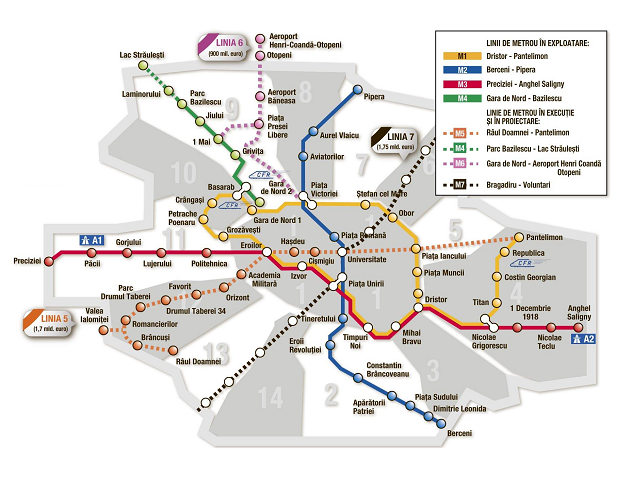 LINIA 6
(900 mil. euro)
Aeroport
Henri-Coandă-Otopeni
Otopeni
LINII DE METROU ÎN EXPLOATARE:
M1 Dristor - Pantelimon
M2 Berceni - Pipera
M3 Preciziei - Anghel Saligny
M4 Gara de Nord - Bazilescu
LINII DE METROU ÎN EXECUȚIE
ȘI ÎN PROIECTARE:
M5 Râul Doamnei - Pantelimon
M4 Parc Bazilescu - Lac Străulești
M6 Gara de Nord - Aeroport Henri Coandă
Otopeni
M7 Bragadiru - Voluntari
Lac Străulești
Laminorului
Parc
Bazilescu
Jiului
1 Mai
Grivița
Aeroport
Băneasa
Piața
Presei
Libere
Pipera
Aurel Vlaicu
Aviatorilor
LINIA 7
(1,75 mld. euro)
8
9
10
7
Basarab
CFR
CFR
Gara
de Nord 2
Piața
Victoriei
Ștefan cel Mare
Crângași
Petrache
Poenaru
Gara de Nord 1
Obor
1
1
Grozăvești
Eroilor
Hașdeu
Cișmigiu
Piața Romană
Universitate
Piața Iancului
5
Pantelimon
Republica
CFR
Costin Georgian
4
Titan
A1
11
Preciziei
Păcii
Gorjului
Lujerului
Politehnica
Izvor
Piața Unirii
Piața Muncii
Dristor
Academia
Militară
Orizont
Favorit
Drumul Taberei 34
Parc
Drumul Taberei
LINIA 5
(1,7 mld. euro)
Valea
Ialomiței
Romancierilor
Brâncuși
Râul Doamnei
1
1
Tineretului
Eroii
Revoluției
Timpuri
Noi
Mihai
Bravu
Nicolae
Grigorescu
1 Decembrie
1918
Nicolae
Teclu
Anghel
Saligny
A2
13
14
2
3
Constantin
Brâncoveanu
Apărătorii
Patriei
Piața Sudului
Dimitrie Leonida
Berceni